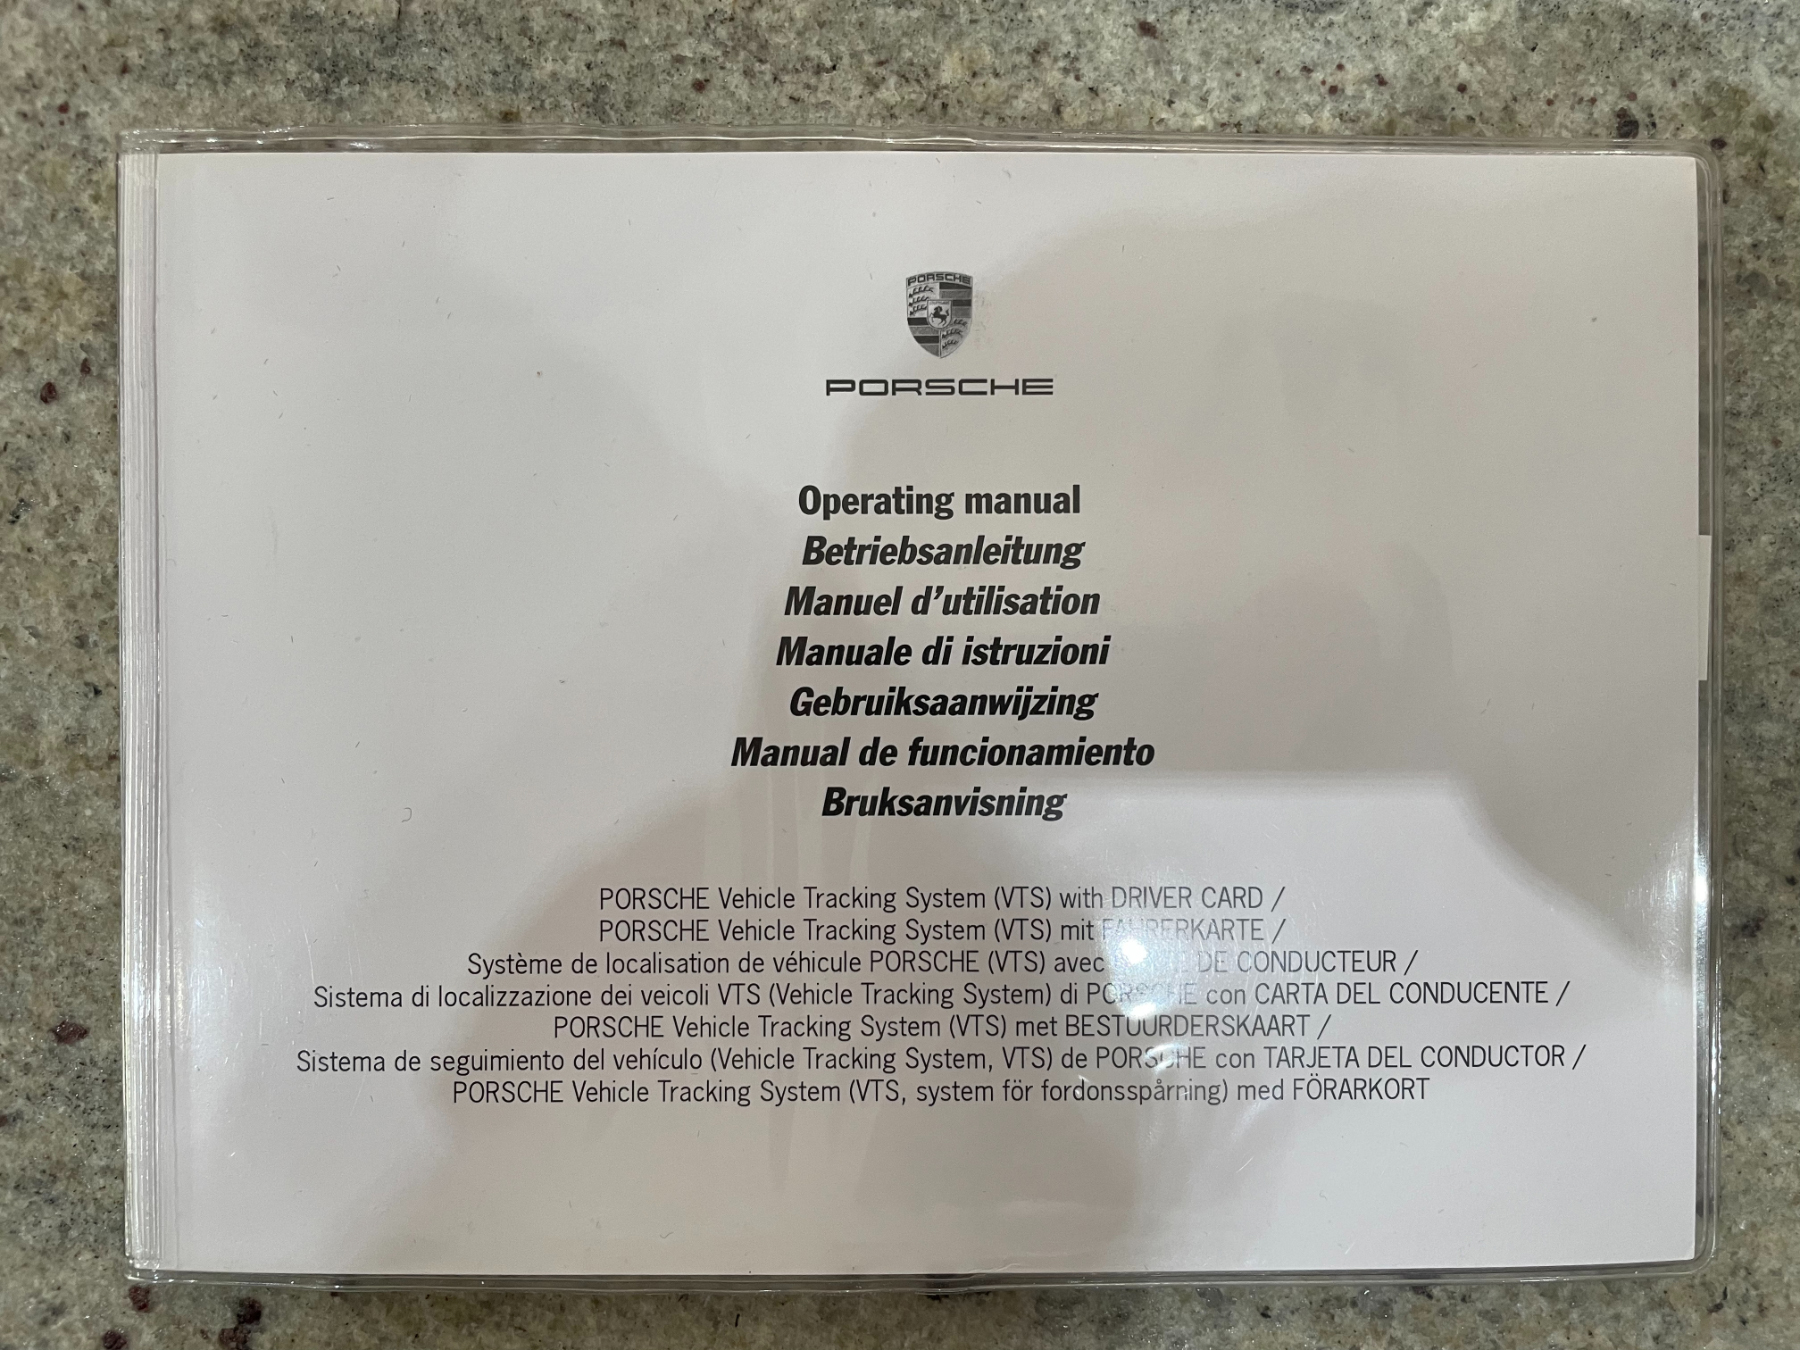 PORSCHE
PORSCHE
Operating manual
Betriebsanleitung
Manuel d’utilisation
Manuale di istruzioni
Gebruiksaanwijzing
Manual de funcionamiento
Bruksanvisning
PORSCHE Vehicle Tracking System (VTS) with DRIVER CARD /
PORSCHE Vehicle Tracking System (VTS) mit FAHRERKARTE /
Système de localisation de véhicule PORSCHE (VTS) avec DE CONDUCTEUR /
Sistema di localizzazione dei veicoli VTS (Vehicle Tracking System) di PORSCHE con CARTA DEL CONDUCENTE /
PORSCHE Vehicle Tracking System (VTS) met BESTUURDERSKAART /
Sistema de seguimiento del vehículo (Vehicle Tracking System, VTS) de PORSCHE con TARJETA DEL CONDUCTOR /
PORSCHE Vehicle Tracking System (VTS, system för fordonsspårning) med FÖRARKORT